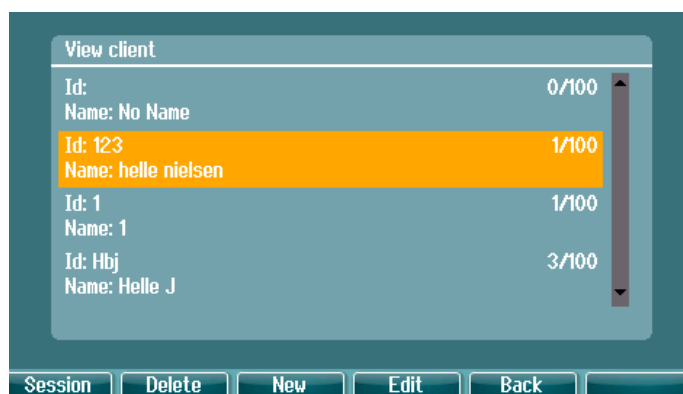 View client
Id: 0/100
Name: No Name
Id: 123 1/100
Name: helle nielsen
Id: 1 1/100
Name: 1
Id: Hbj 3/100
Name: Helle J
Session Delete New Edit Back